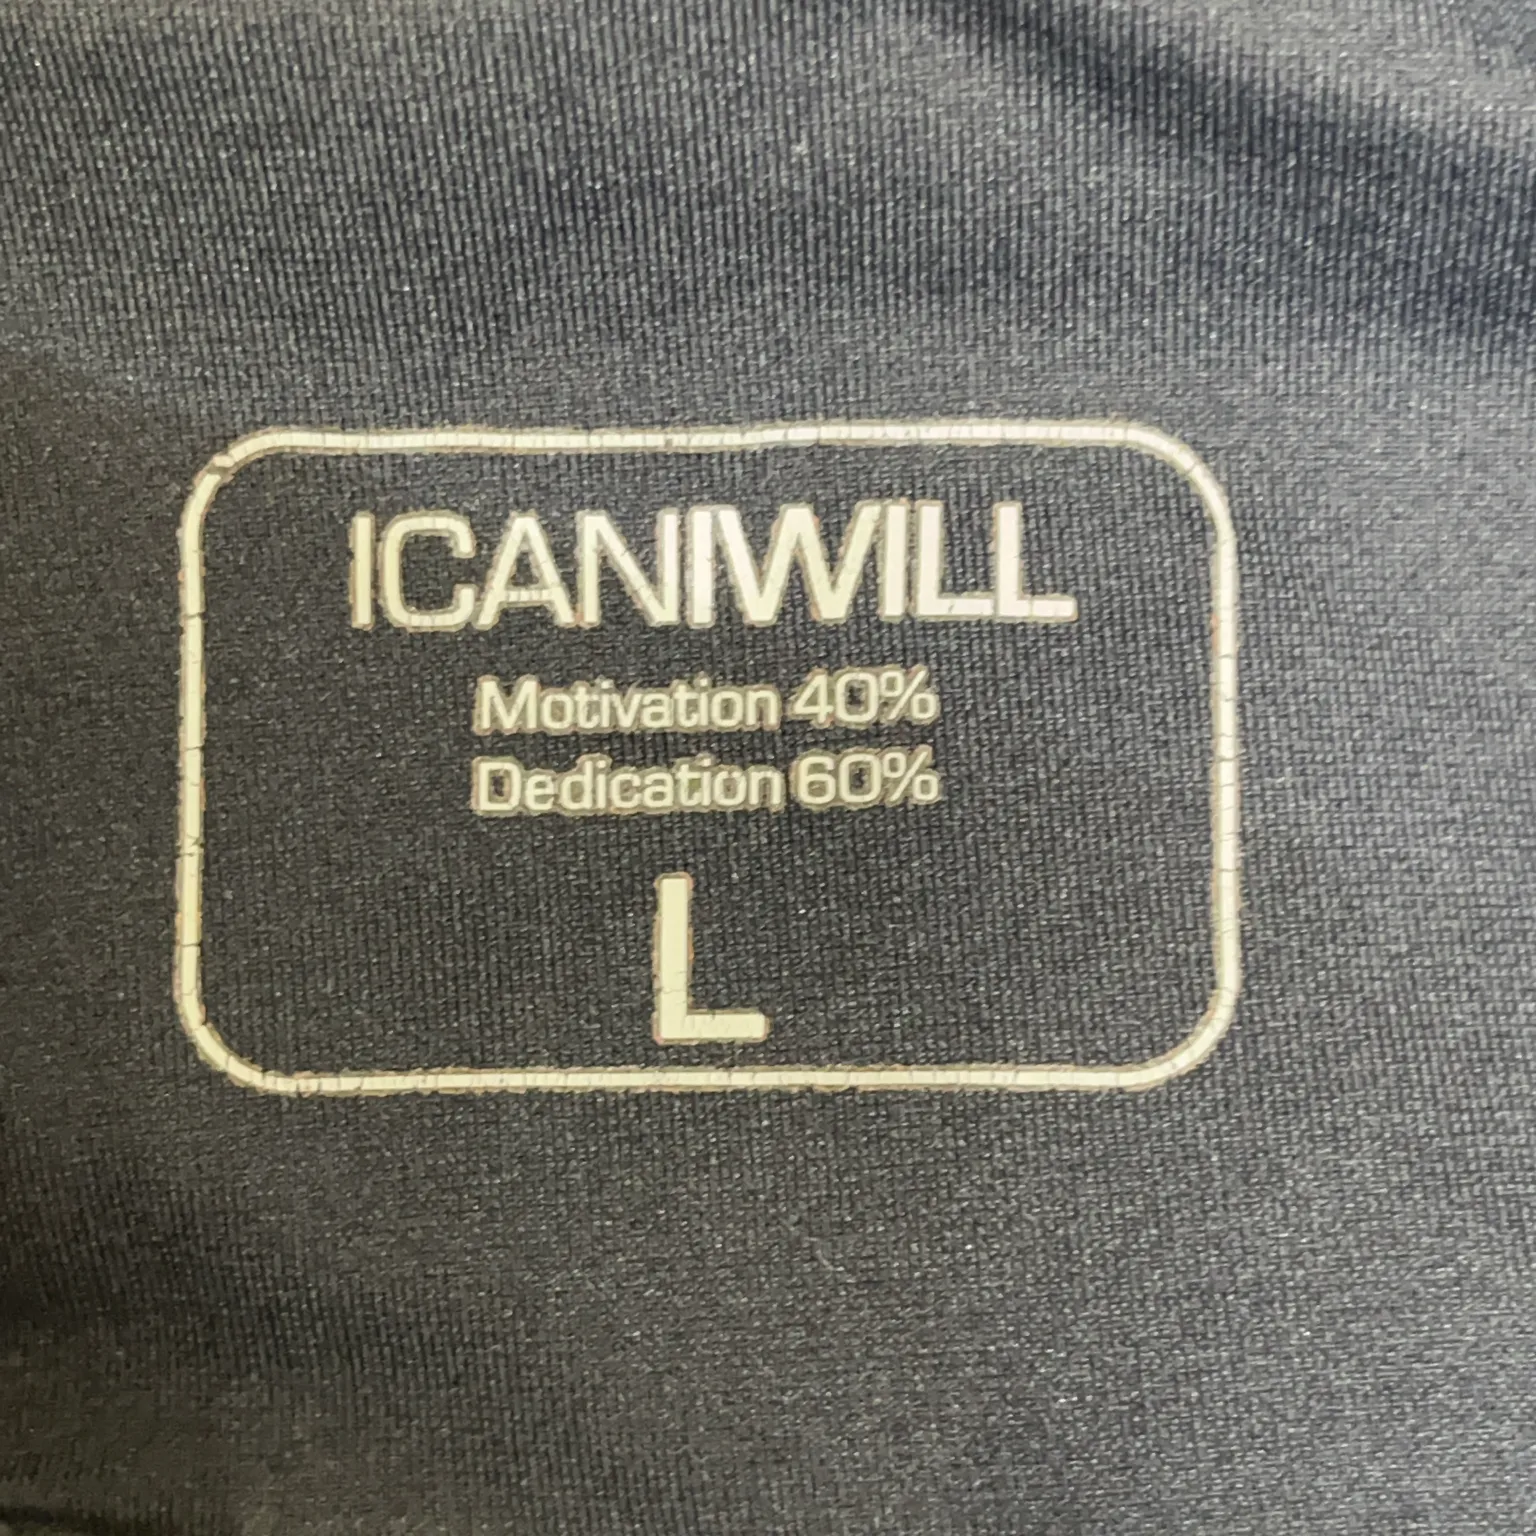 ICANIWILL
Motivation 40%
Dedication 60%
L